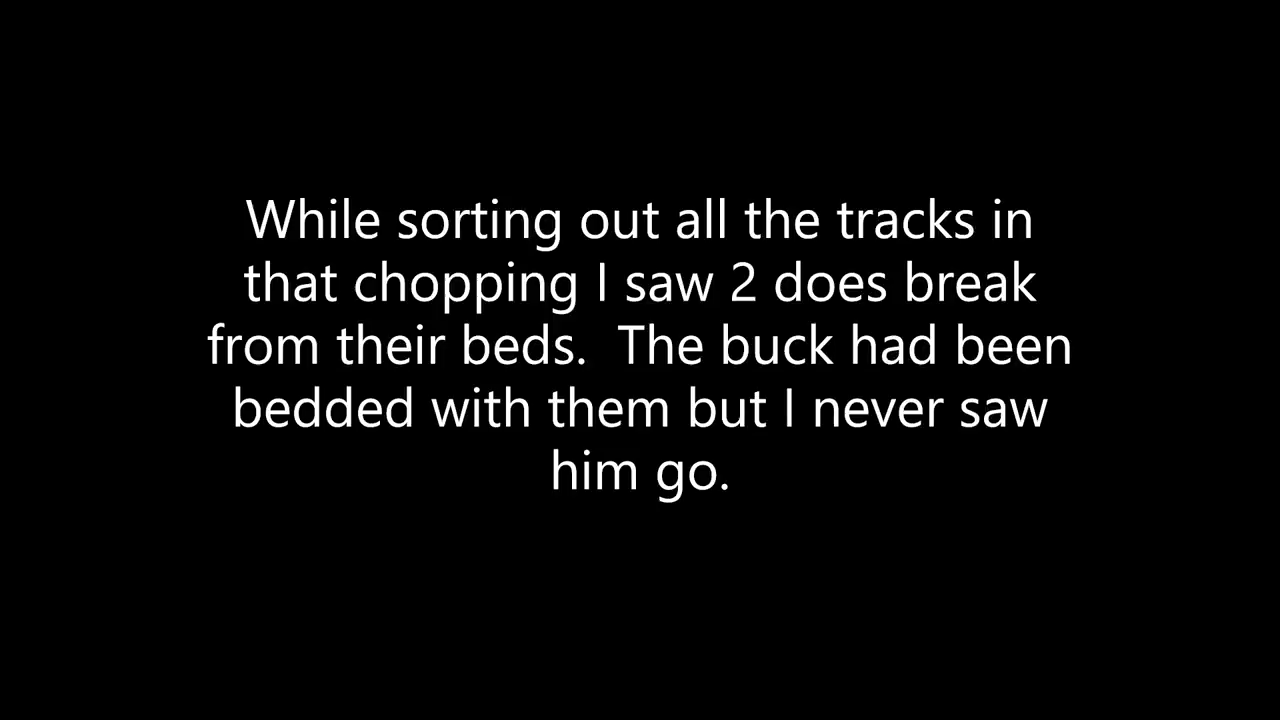 While sorting out all the tracks in
that chopping I saw 2 does break
from their beds.  The buck had been
bedded with them but I never saw
him go.